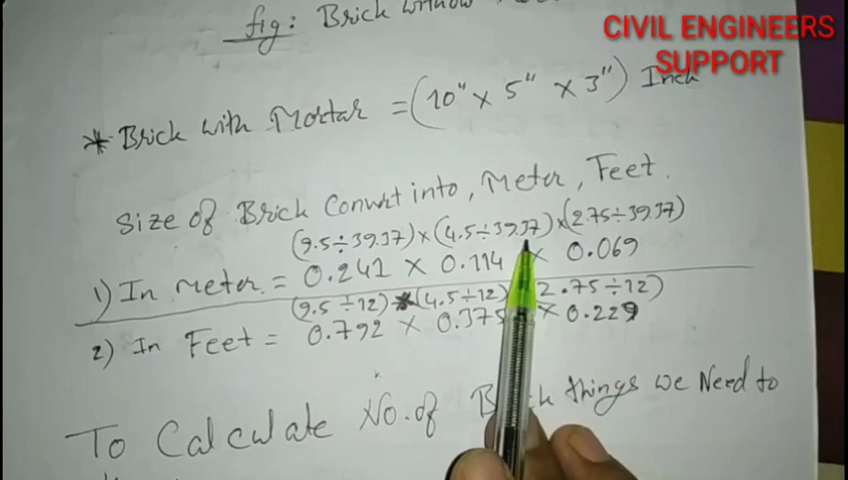 fig: Brick without
CIVIL ENGINEERS
SUPPORT
* Brick with Mortar = (10" x 5" x 3") Inch
Size of Brick Convert into, Meter, Feet.
(9.5÷39.37)x(4.5÷39.37)x(2.75÷39.37)
1) In meter = 0.241 x 0.114 x 0.069
(9.5÷12)*(4.5÷12) (2.75÷12)
2) In Feet = 0.792 x 0.375 x 0.229
To Calculate No. of Brick things we Need to